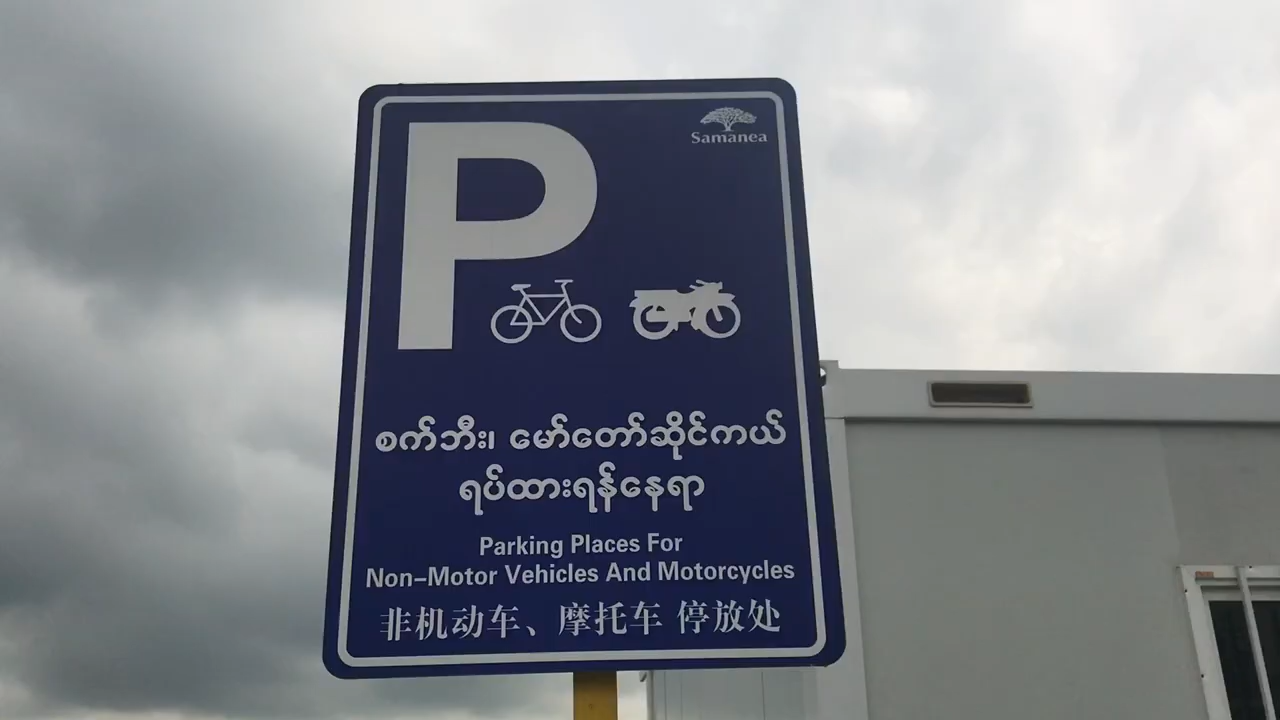 P
Samanea
စက်ဘီး၊ မော်တော်ဆိုင်ကယ်
ရပ်ထားရန်နေရာ
Parking Places For
Non-Motor Vehicles And Motorcycles
非机动车、摩托车 停放处